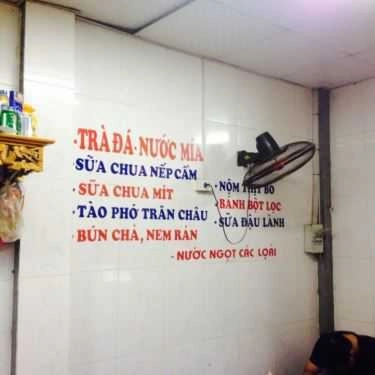 ·TRÀ ĐÁ·NƯỚC MÍA
·SỮA CHUA NẾP CẨM
·SỮA CHUA MÍT
·TÀO PHỚ TRÂN CHÂU
·BÚN CHẢ, NEM RÁN
·NỘM THỊT BÒ
BÁNH BỘT LỌC
·SỮA ĐẬU LÀNH
·NƯỚC NGỌT CÁC LOẠI